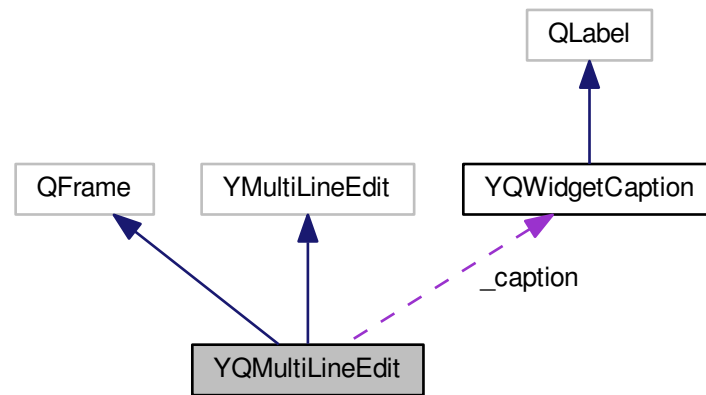 QLabel
QFrame
YMultiLineEdit
YQWidgetCaption
_caption
YQMultiLineEdit